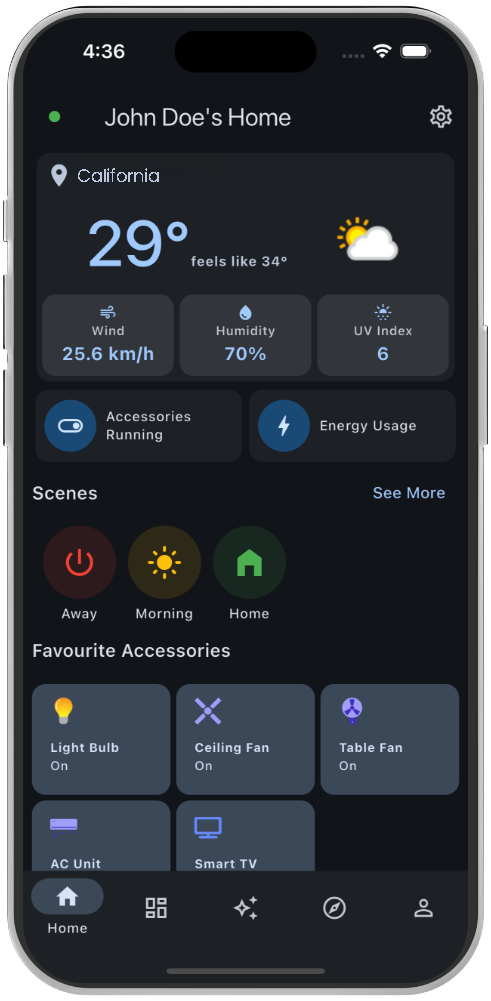 4:36
John Doe's Home
California
29° feels like 34°
Wind
25.6 km/h
Humidity
70%
UV Index
6
Accessories
Running
Energy Usage
Scenes
See More
Away
Morning
Home
Favourite Accessories
Light Bulb
On
Ceiling Fan
On
Table Fan
On
AC Unit
Smart TV
Home